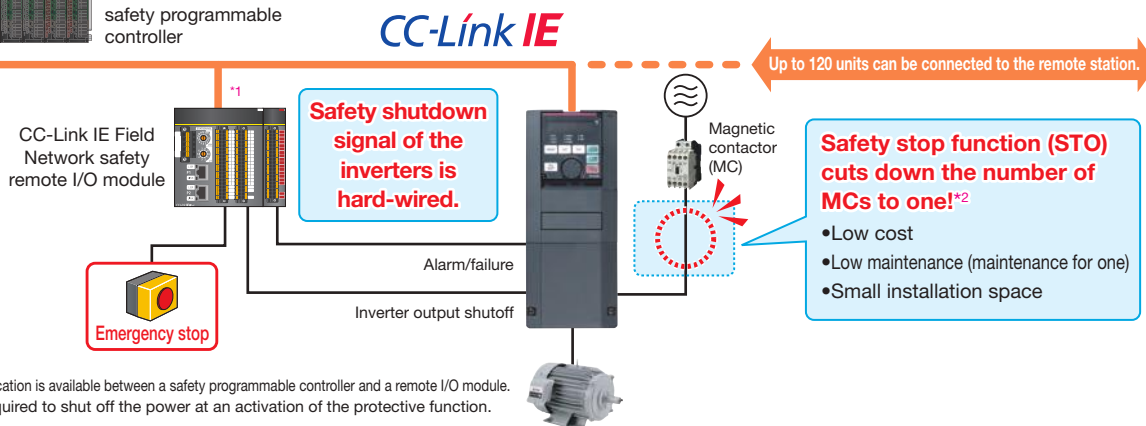 safety programmable
controller
CC-Link IE
Up to 120 units can be connected to the remote station.
*1
CC-Link IE Field
Network safety
remote I/O module
Safety shutdown
signal of the
inverters is
hard-wired.
Magnetic
contactor
(MC)
Safety stop function (STO)
cuts down the number of
MCs to one!*2
•Low cost
•Low maintenance (maintenance for one)
•Small installation space
Alarm/failure
Inverter output shutoff
Emergency stop
cation is available between a safety programmable controller and a remote I/O module.
quired to shut off the power at an activation of the protective function.